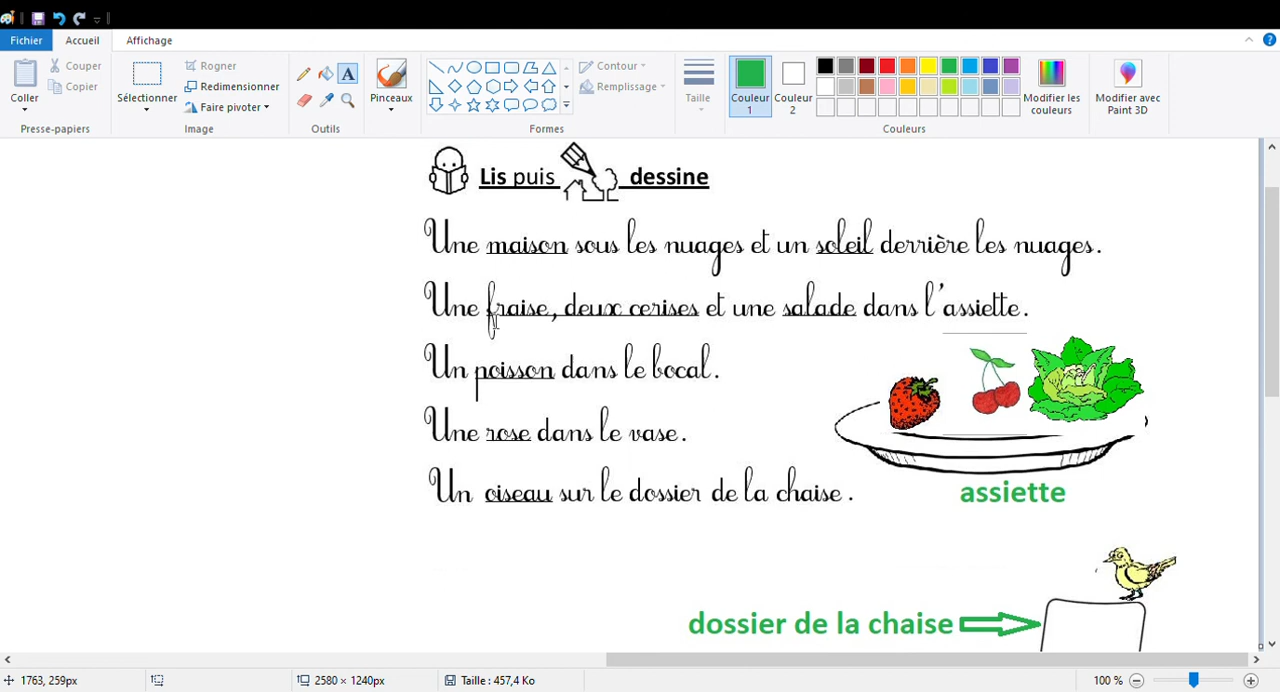 Fichier Accueil Affichage
Coller
Couper
Copier
Presse-papiers
Sélectionner
Rogner
Redimensionner
Faire pivoter
Image
A
Outils
Pinceaux
Contour
Remplissage
Formes
Taille
Couleur 1
Couleur 2
Modifier les couleurs
Couleurs
Modifier avec Paint 3D
Lis puis dessine
Une maison sous les nuages et un soleil derrière les nuages.
Une fraise, deux cerises et une salade dans l'assiette.
Un poisson dans le bocal.
Une rose dans le vase.
Un oiseau sur le dossier de la chaise.
assiette
dossier de la chaise
1763, 259px
2580 × 1240px
Taille : 457,4 Ko
100 %